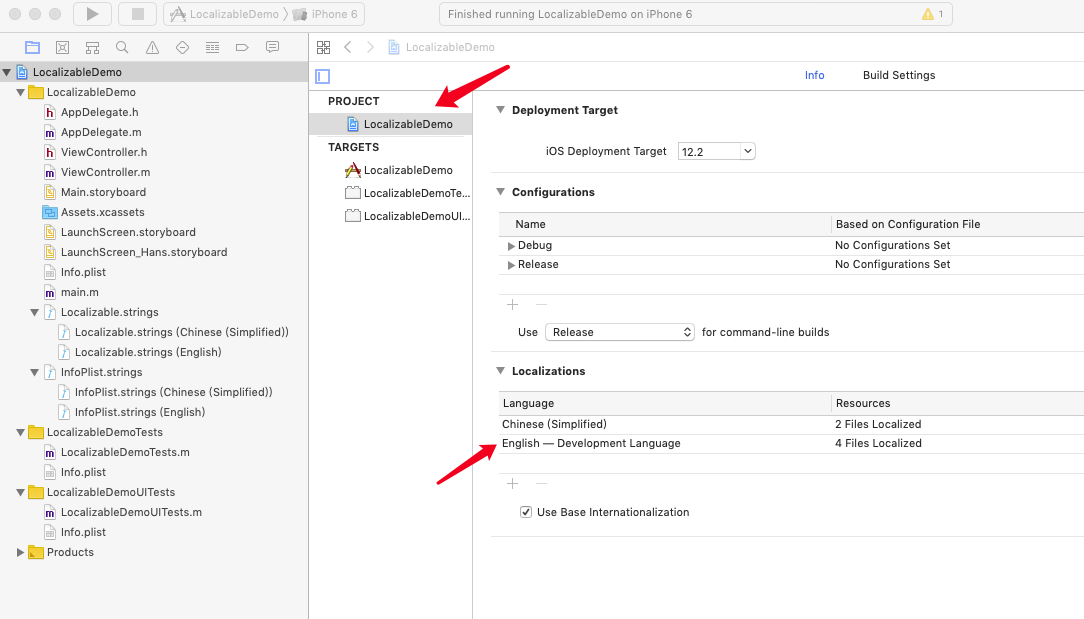 LocalizableDemo iPhone 6
Finished running LocalizableDemo on iPhone 6
1
LocalizableDemo
LocalizableDemo
AppDelegate.h
AppDelegate.m
ViewController.h
ViewController.m
Main.storyboard
Assets.xcassets
LaunchScreen.storyboard
LaunchScreen_Hans.storyboard
Info.plist
main.m
Localizable.strings
Localizable.strings (Chinese (Simplified))
Localizable.strings (English)
InfoPlist.strings
InfoPlist.strings (Chinese (Simplified))
InfoPlist.strings (English)
LocalizableDemoTests
LocalizableDemoTests.m
Info.plist
LocalizableDemoUITests
LocalizableDemoUITests.m
Info.plist
Products
LocalizableDemo
Info Build Settings
PROJECT
LocalizableDemo
TARGETS
LocalizableDemo
LocalizableDemoTe...
LocalizableDemoUI...
Deployment Target
iOS Deployment Target 12.2
Configurations
Name Based on Configuration File
Debug No Configurations Set
Release No Configurations Set
Use Release for command-line builds
Localizations
Language Resources
Chinese (Simplified) 2 Files Localized
English — Development Language 4 Files Localized
Use Base Internationalization